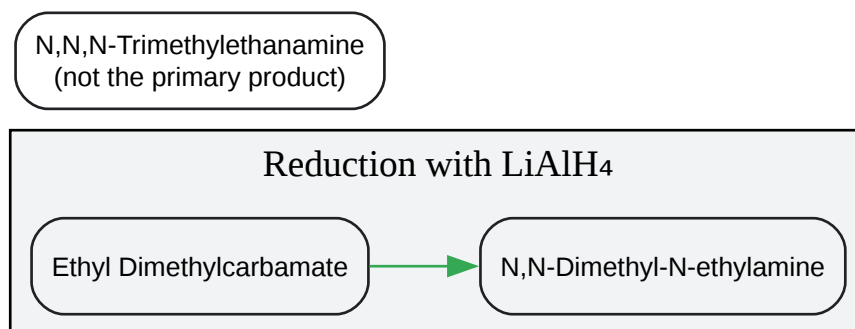 N,N,N-Trimethylethanamine
(not the primary product)
Reduction with LiAlH₄
Ethyl Dimethylcarbamate
N,N-Dimethyl-N-ethylamine